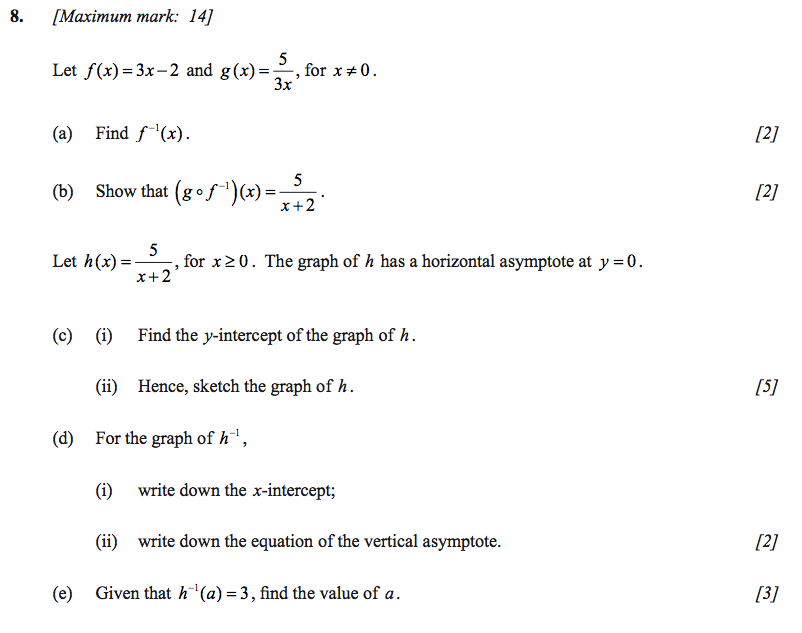 8. [Maximum mark: 14]
Let f(x) = 3x − 2 and g(x) = 5/(3x), for x ≠ 0.
(a) Find f⁻¹(x). [2]
(b) Show that (g ∘ f⁻¹)(x) = 5/(x + 2). [2]
Let h(x) = 5/(x + 2), for x ≥ 0. The graph of h has a horizontal asymptote at y = 0.
(c) (i) Find the y-intercept of the graph of h.
(ii) Hence, sketch the graph of h. [5]
(d) For the graph of h⁻¹,
(i) write down the x-intercept;
(ii) write down the equation of the vertical asymptote. [2]
(e) Given that h⁻¹(a) = 3, find the value of a. [3]